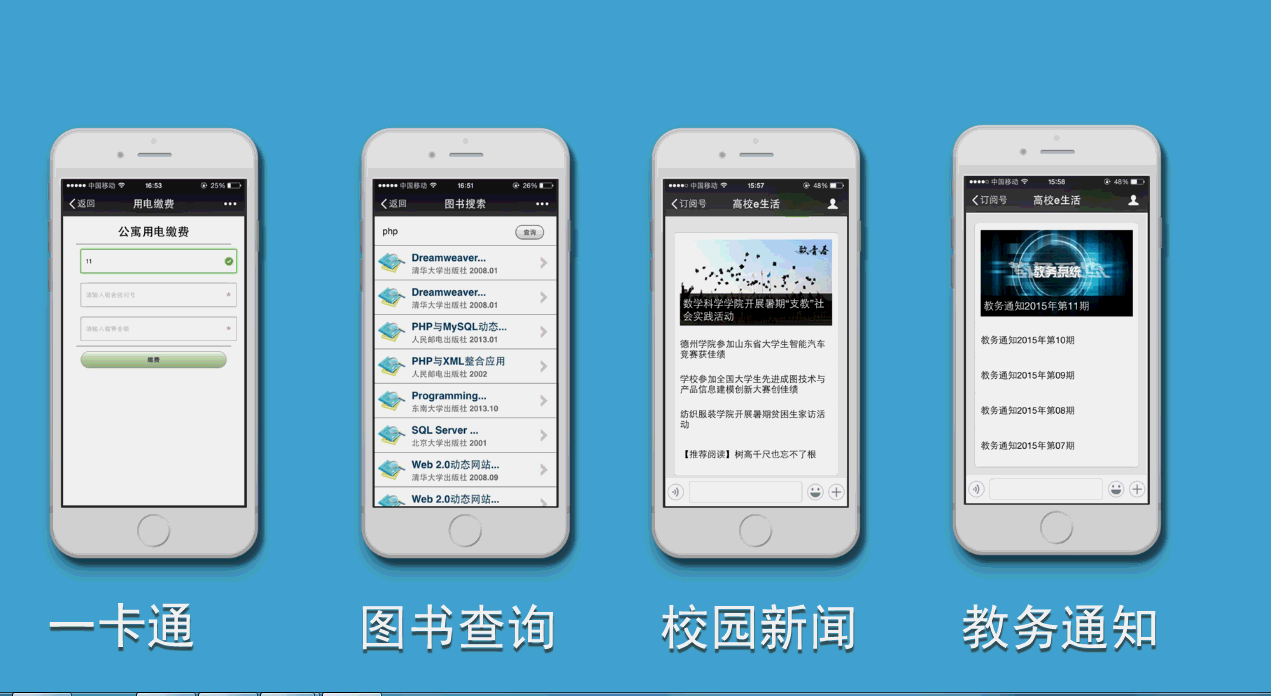 中国移动 16:53 25%
返回 用电缴费
公寓用电缴费
11
请输入宿舍房间号 *
请输入缴费金额 *
缴费
一卡通
中国移动 16:51 26%
返回 图书搜索
php 查询
Dreamweaver...
清华大学出版社 2008.01
Dreamweaver...
清华大学出版社 2008.01
PHP与MySQL动态...
人民邮电出版社 2013.01
PHP与XML整合应用
人民邮电出版社 2002
Programming...
东南大学出版社 2013.10
SQL Server ...
北京大学出版社 2001
Web 2.0动态网站...
清华大学出版社 2008.09
Web 2.0动态网站...
图书查询
中国移动 15:57 48%
订阅号 高校e生活
致青春
数学科学学院开展暑期“支教”社
会实践活动
德州学院参加山东省大学生智能汽车
竞赛获佳绩
学校参加全国大学生先进成图技术与
产品信息建模创新大赛创佳绩
纺织服装学院开展暑期贫困生家访活
动
【推荐阅读】树高千尺也忘不了根
校园新闻
中国移动 15:58 48%
订阅号 高校e生活
教务系统
教务通知2015年第11期
教务通知2015年第10期
教务通知2015年第09期
教务通知2015年第08期
教务通知2015年第07期
教务通知